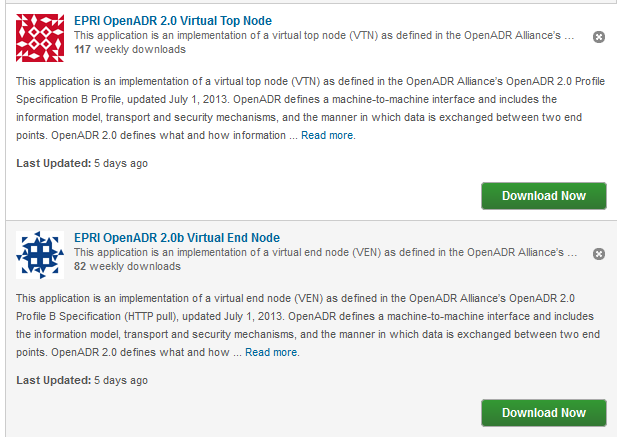 EPRI OpenADR 2.0 Virtual Top Node
This application is an implementation of a virtual top node (VTN) as defined in the OpenADR Alliance's ...
117 weekly downloads
This application is an implementation of a virtual top node (VTN) as defined in the OpenADR Alliance's OpenADR 2.0 Profile
Specification B Profile, updated July 1, 2013. OpenADR defines a machine-to-machine interface and includes the
information model, transport and security mechanisms, and the manner in which data is exchanged between two end
points. OpenADR 2.0 defines what and how information ... Read more.
Last Updated: 5 days ago
Download Now
EPRI OpenADR 2.0b Virtual End Node
This application is an implementation of a virtual end node (VEN) as defined in the OpenADR Alliance's ...
82 weekly downloads
This application is an implementation of a virtual end node (VEN) as defined in the OpenADR Alliance's OpenADR 2.0
Profile B Specification (HTTP pull), updated July 1, 2013. OpenADR defines a machine-to-machine interface and includes
the information model, transport and security mechanisms, and the manner in which data is exchanged between two end
points. OpenADR 2.0 defines what and how ... Read more.
Last Updated: 5 days ago
Download Now